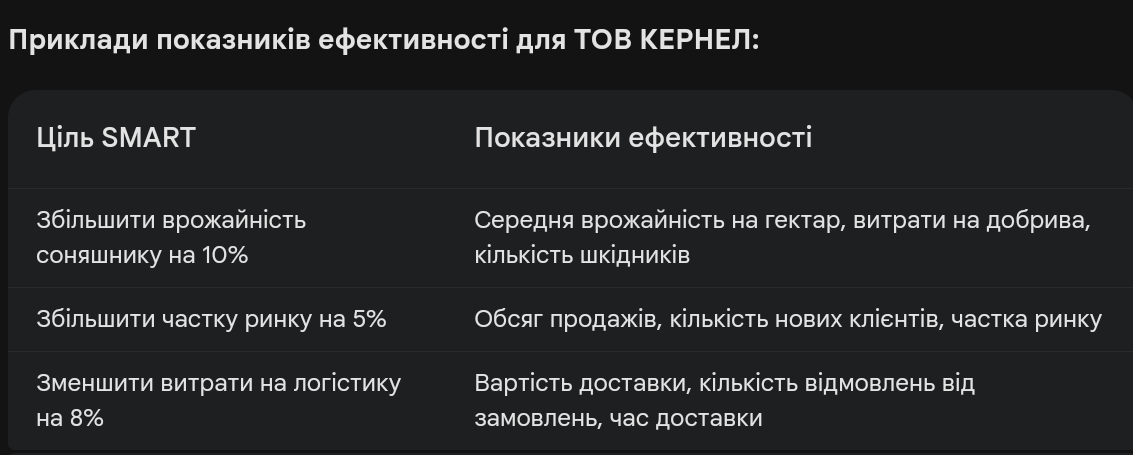 Приклади показників ефективності для ТОВ КЕРНЕЛ:
Ціль SMART
Показники ефективності
Збільшити врожайність
соняшнику на 10%
Середня врожайність на гектар, витрати на добрива,
кількість шкідників
Збільшити частку ринку на 5%
Обсяг продажів, кількість нових клієнтів, частка ринку
Зменшити витрати на логістику
на 8%
Вартість доставки, кількість відмовлень від
замовлень, час доставки